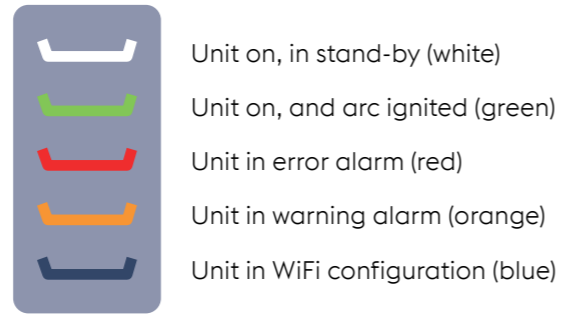 Unit on, in stand-by (white)
Unit on, and arc ignited (green)
Unit in error alarm (red)
Unit in warning alarm (orange)
Unit in WiFi configuration (blue)